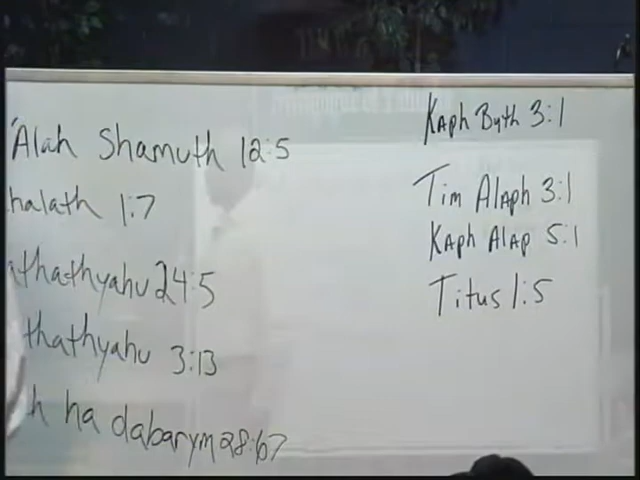 'Alah Shamuth 12:5
halath 1:7
athathyahu 24:5
thathyahu 3:13
h ha dabarym 28:67
Kaph Byth 3:1
Tim Alaph 3:1
Kaph Alap 5:1
Titus 1:5